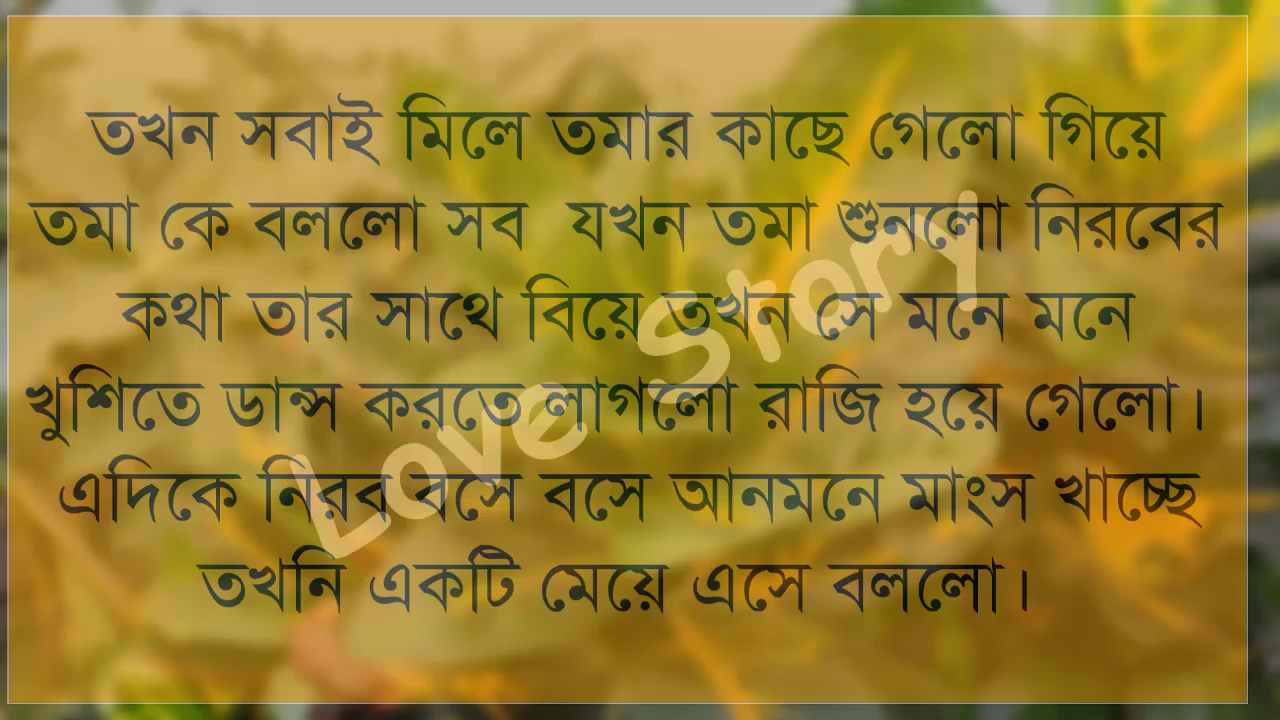 তখন সবাই মিলে তমার কাছে গেলো গিয়ে
তমা কে বললো সব যখন তমা শুনলো নিরবের
কথা তার সাথে বিয়ে তখন সে মনে মনে
খুশিতে ডান্স করতে লাগলো রাজি হয়ে গেলো।
এদিকে নিরব বসে বসে আনমনে মাংস খাচ্ছে
তখনি একটি মেয়ে এসে বললো।
Love Story